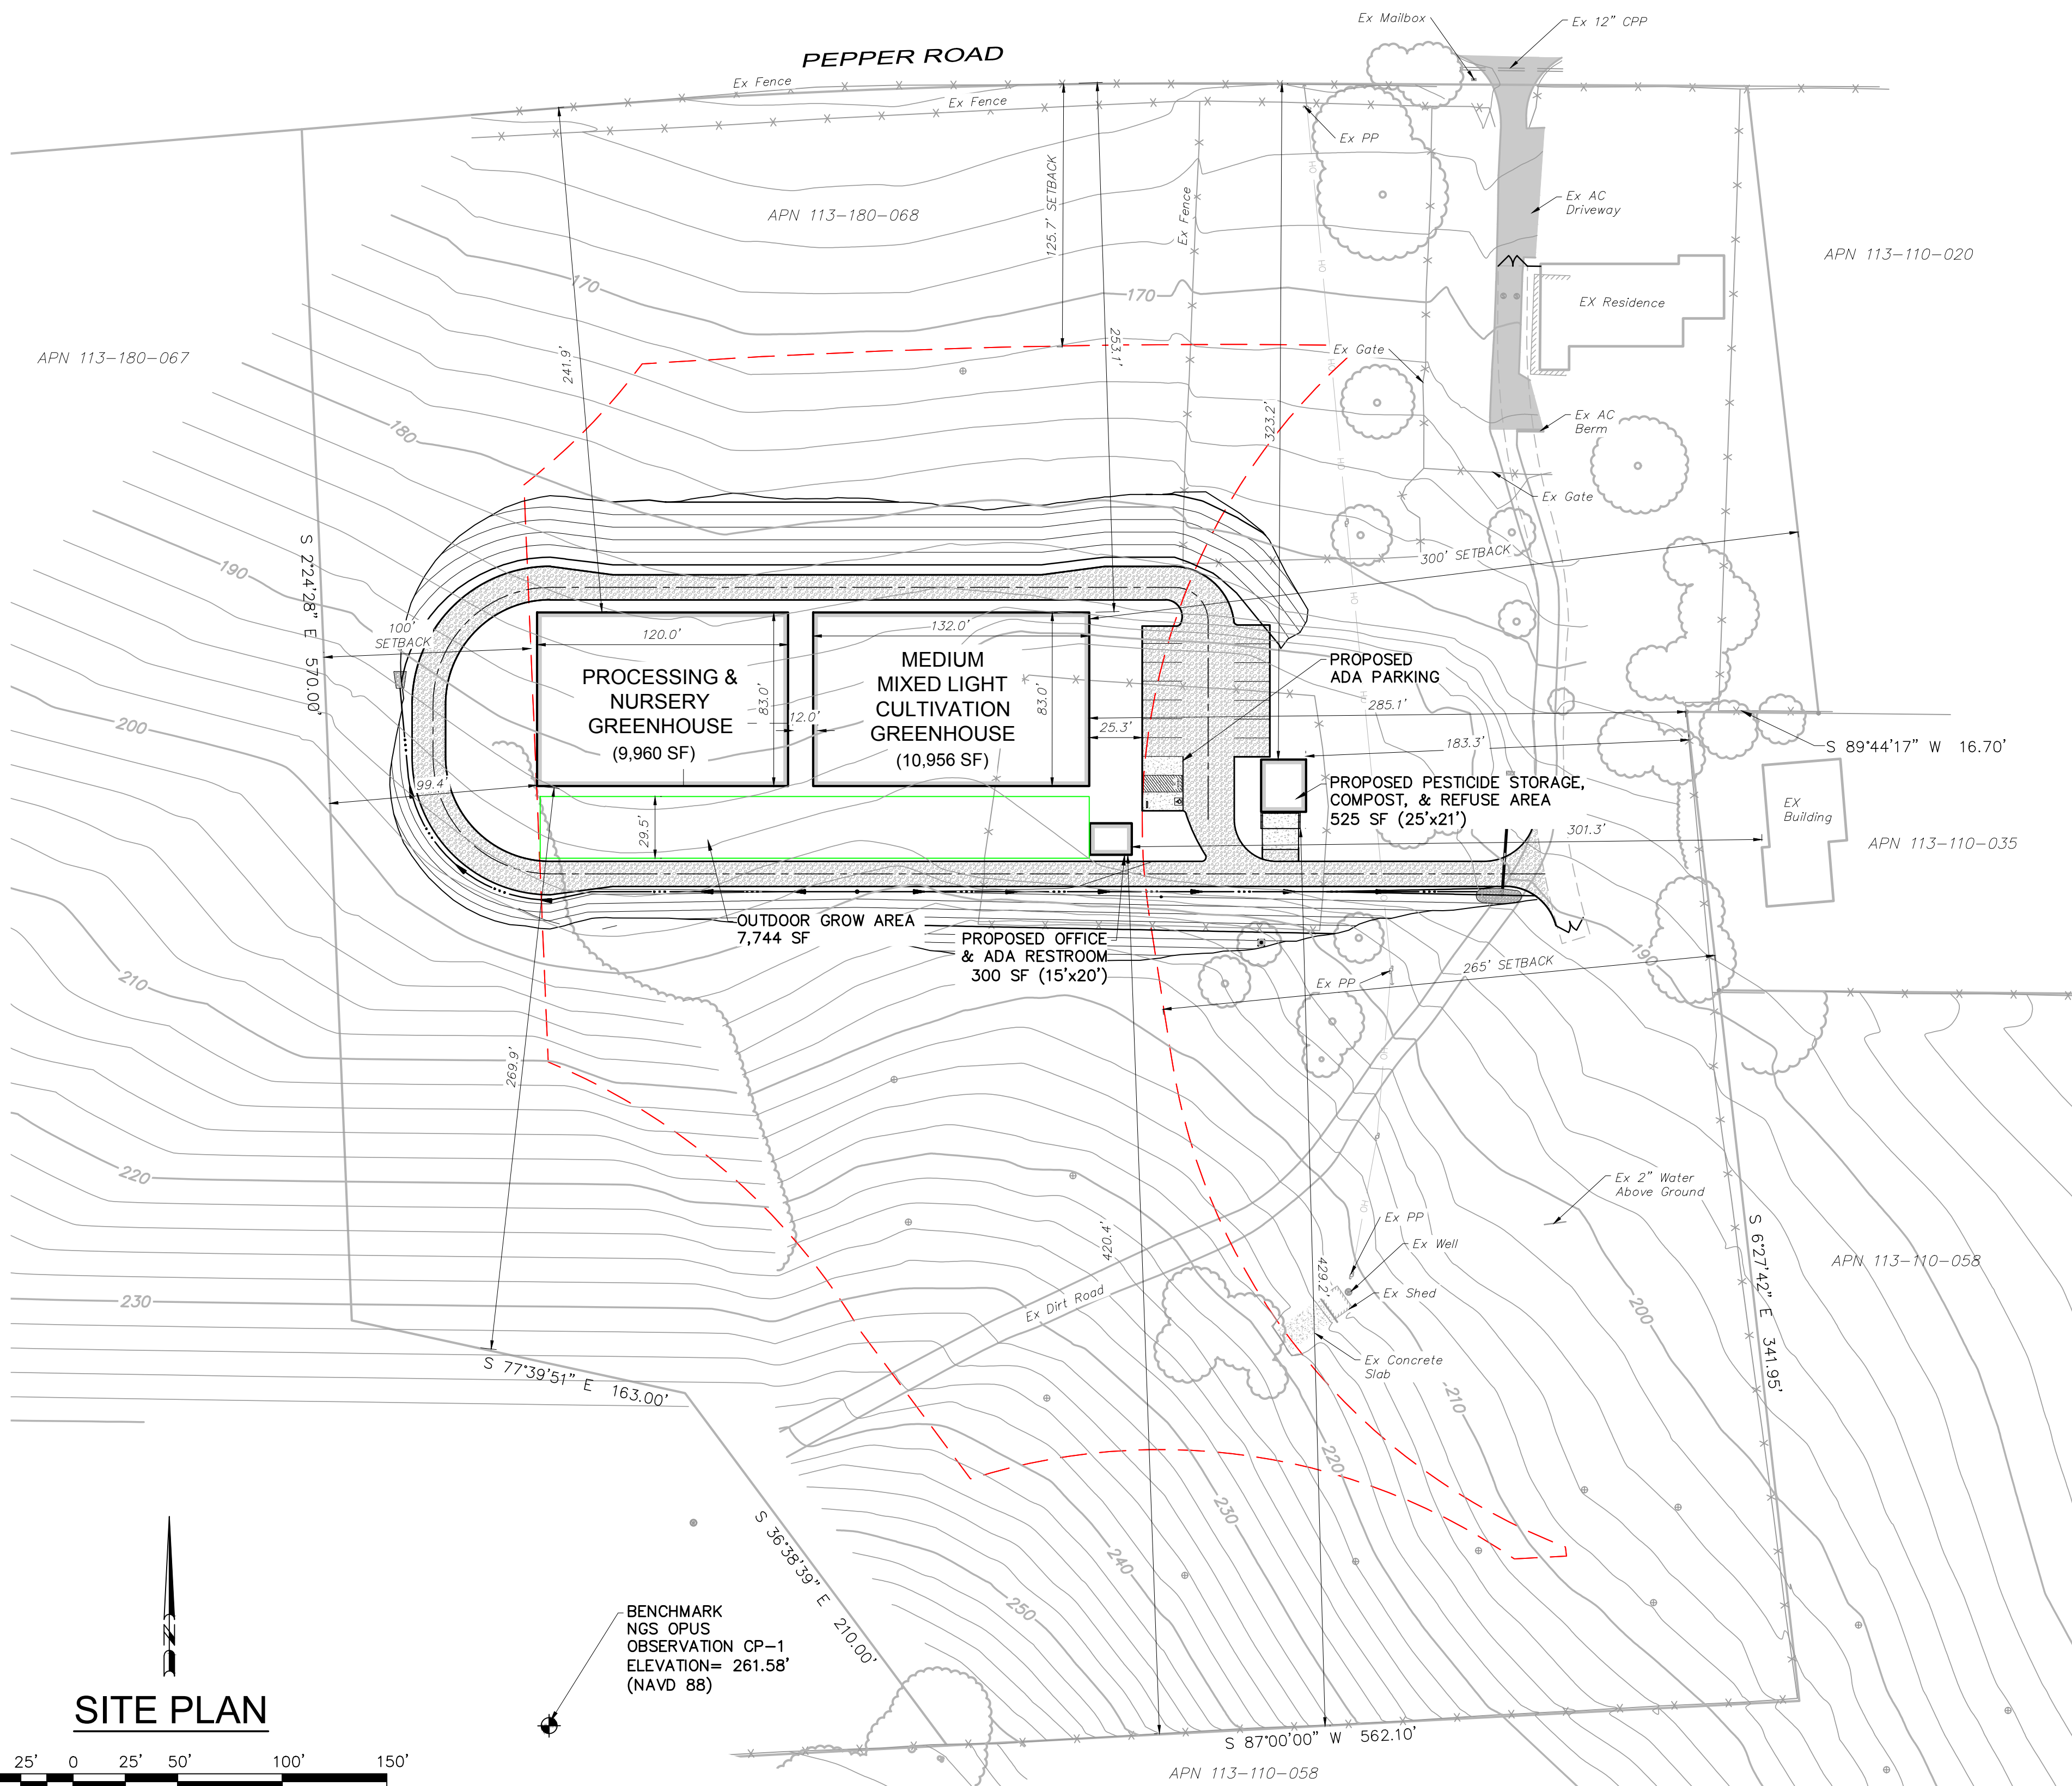 Ex Mailbox
Ex 12" CPP
PEPPER ROAD
Ex Fence
Ex Fence
Ex PP
Ex Fence
125.7' SETBACK
APN 113-180-068
Ex AC
Driveway
APN 113-110-020
170
170
EX Residence
241.9'
253.1'
323.2'
Ex Gate
APN 113-180-067
180
Ex AC
Berm
Ex Gate
OH
OH
OH
OH
OH
OH
OH
S 2°24'28" E 570.00'
190
300' SETBACK
100'
SETBACK
120.0'
132.0'
PROCESSING &
NURSERY
GREENHOUSE
(9,960 SF)
83.0'
12.0'
MEDIUM
MIXED LIGHT
CULTIVATION
GREENHOUSE
(10,956 SF)
83.0'
25.3'
PROPOSED
ADA PARKING
285.1'
183.3'
S 89°44'17" W 16.70'
200
99.4'
PROPOSED PESTICIDE STORAGE,
COMPOST, & REFUSE AREA
525 SF (25'x21')
EX
Building
29.5'
301.3'
APN 113-110-035
OUTDOOR GROW AREA
7,744 SF
PROPOSED OFFICE
& ADA RESTROOM
300 SF (15'x20')
190
265' SETBACK
Ex PP
210
269.9'
220
Ex 2" Water
Above Ground
420.4'
429.2'
Ex PP
Ex Well
Ex Shed
S 6°27'42" E 341.95'
APN 113-110-058
230
Ex Dirt Road
200
Ex Concrete
Slab
S 77°39'51" E 163.00'
210
220
230
240
250
S 36°38'39" E 210.00'
BENCHMARK
NGS OPUS
OBSERVATION CP-1
ELEVATION= 261.58'
(NAVD 88)
N
SITE PLAN
S 87°00'00" W 562.10'
25' 0 25' 50' 100' 150'
APN 113-110-058